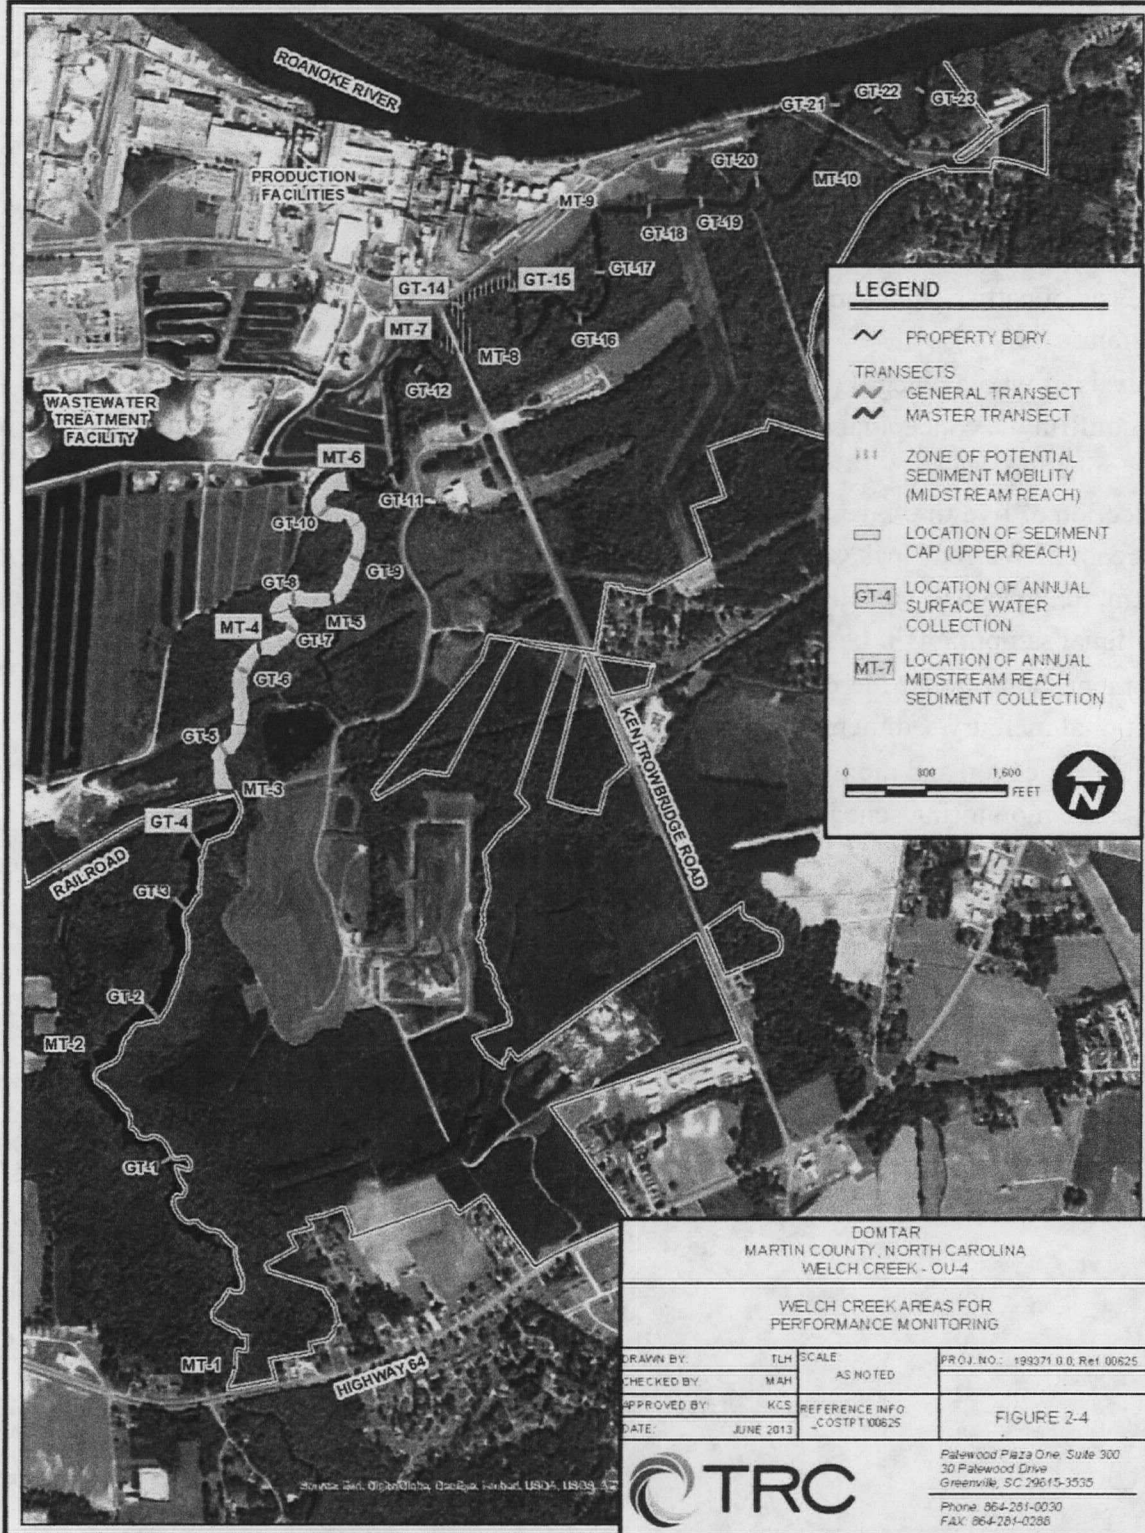 ROANOKE RIVER
GT-21
GT-22
GT-23
PRODUCTION
FACILITIES
GT-20
MT-10
MT-9
GT-18
GT-19
GT-17
GT-14
GT-15
MT-7
GT-16
MT-8
GT-12
WASTEWATER
TREATMENT
FACILITY
MT-6
GT-11
GT-10
GT-9
GT-8
MT-5
MT-4
GT-7
GT-6
GT-5
KEN TROWBRIDGE ROAD
MT-3
GT-4
RAILROAD
GT-3
GT-2
MT-2
GT-1
MT-1
HIGHWAY 64
LEGEND
PROPERTY BDRY.
TRANSECTS
GENERAL TRANSECT
MASTER TRANSECT
ZONE OF POTENTIAL
SEDIMENT MOBILITY
(MIDSTREAM REACH)
LOCATION OF SEDIMENT
CAP (UPPER REACH)
GT-4 LOCATION OF ANNUAL
SURFACE WATER
COLLECTION
MT-7 LOCATION OF ANNUAL
MIDSTREAM REACH
SEDIMENT COLLECTION
0 800 1,600
FEET
N
DOMTAR
MARTIN COUNTY, NORTH CAROLINA
WELCH CREEK - OU-4
WELCH CREEK AREAS FOR
PERFORMANCE MONITORING
DRAWN BY: TLH
CHECKED BY: MAH
APPROVED BY: KCS
DATE: JUNE 2013
SCALE:
AS NOTED
REFERENCE INFO
_COSTPT\00625
PROJ. NO.: 199371.0.0; Ref. 00625
FIGURE 2-4
TRC
Patewood Plaza One, Suite 300
30 Patewood Drive
Greenville, SC 29615-3535
Phone: 864-281-0030
FAX: 864-281-0288